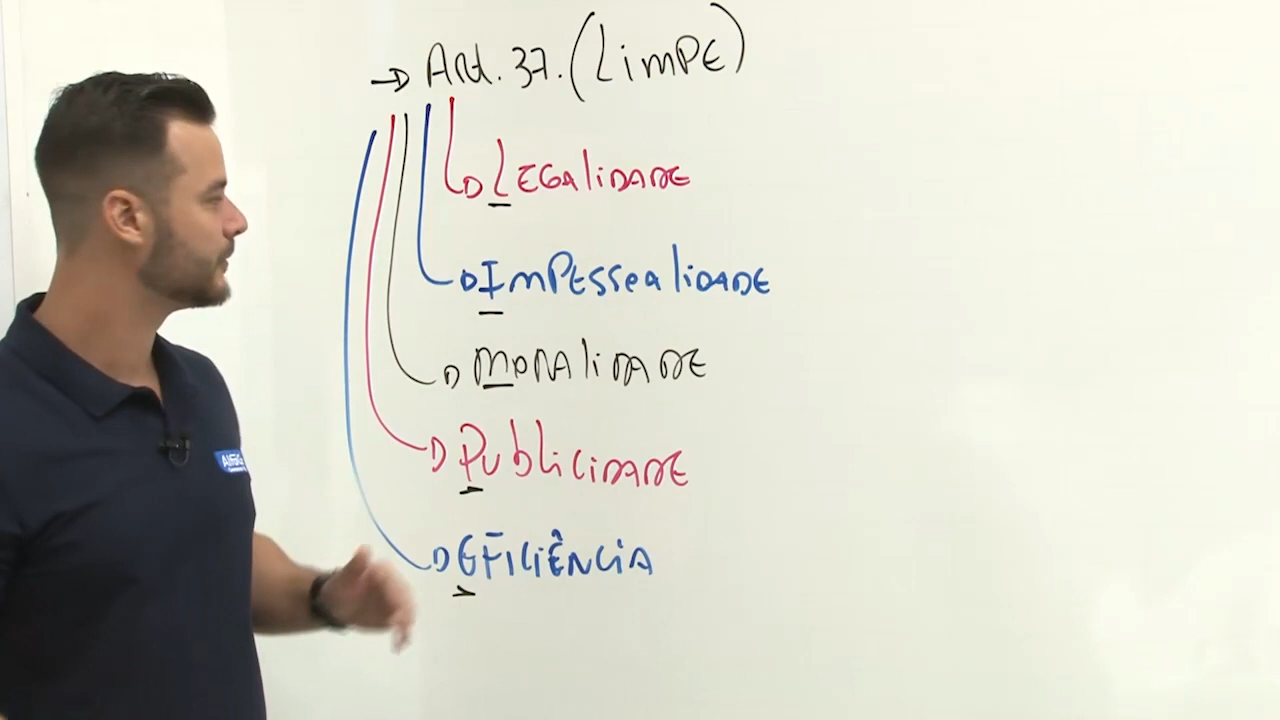 → Art. 37. (LimPE)
LEGAlIDADE
ImPEssoalIDADE
MORAlIDADE
PublicIDADE
EFICIÊNCIA